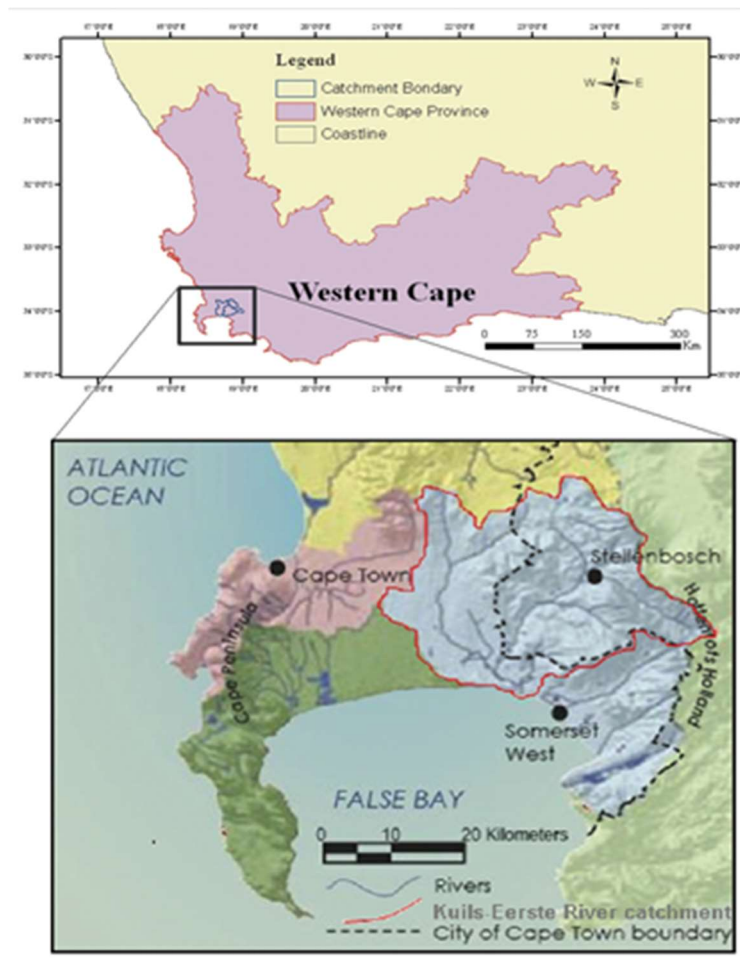 Legend
Catchment Bondary
Western Cape Province
Coastline
N
W E
S
Western Cape
0 75 150 300
Km
ATLANTIC
OCEAN
Stellenbosch
Cape Town
Hottentots Holland
Cape Peninsula
Somerset
West
FALSE BAY
0 10 20 Kilometers
Rivers
Kuils-Eerste River catchment
City of Cape Town boundary